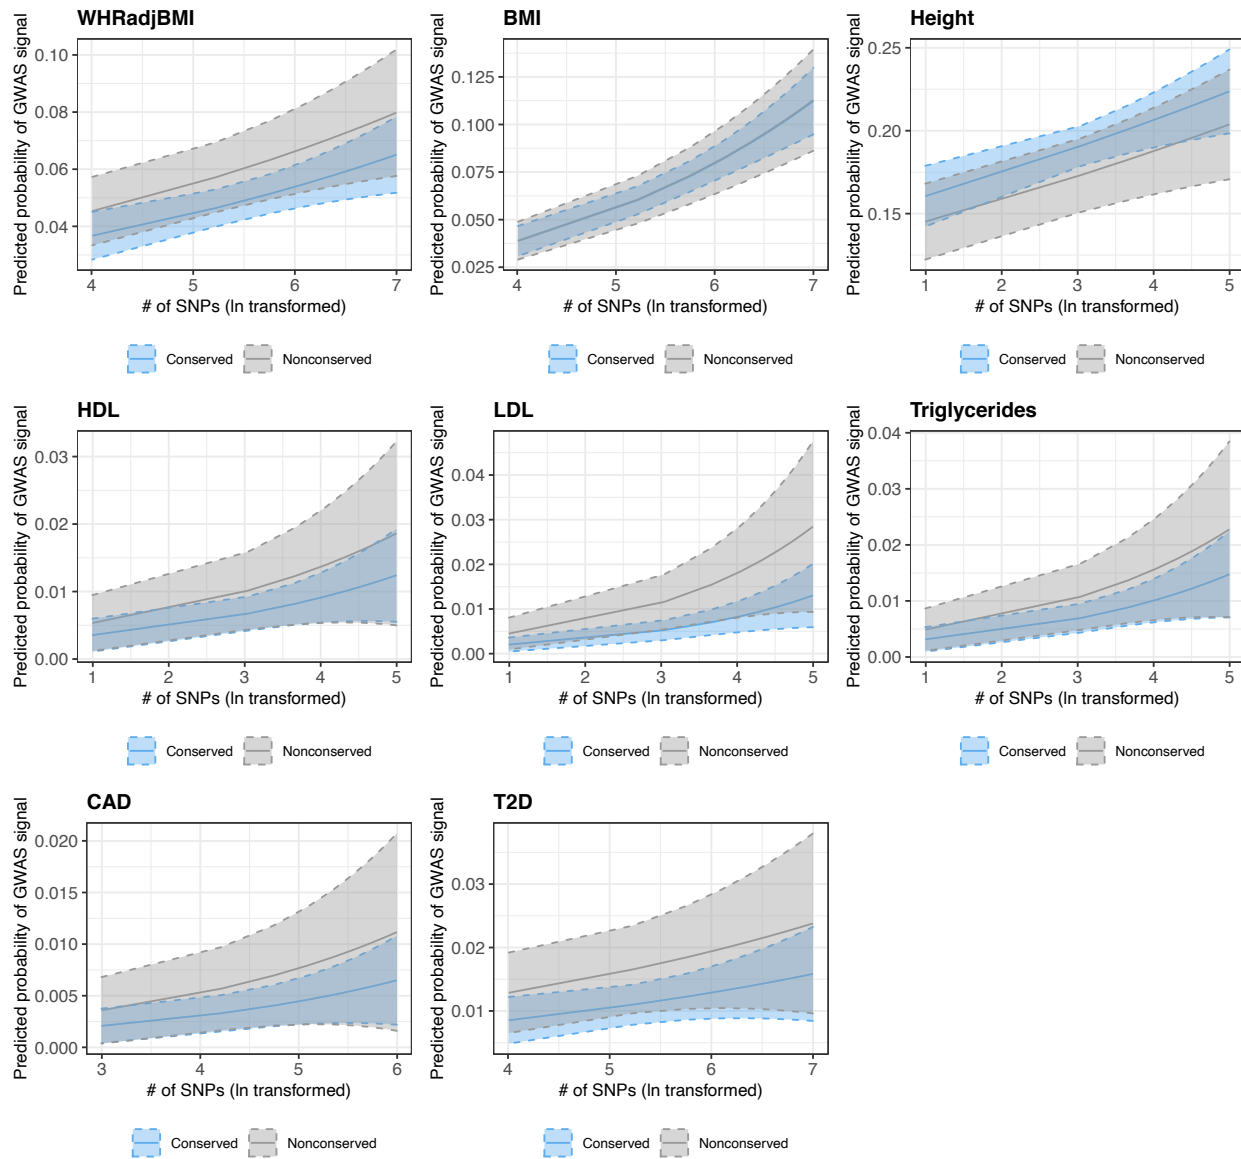 WHRadjBMI
Predicted probability of GWAS signal
0.10
0.08
0.06
0.04
4 5 6 7
# of SNPs (ln transformed)
Conserved Nonconserved
BMI
Predicted probability of GWAS signal
0.125
0.100
0.075
0.050
0.025
4 5 6 7
# of SNPs (ln transformed)
Conserved Nonconserved
Height
Predicted probability of GWAS signal
0.25
0.20
0.15
1 2 3 4 5
# of SNPs (ln transformed)
Conserved Nonconserved
HDL
Predicted probability of GWAS signal
0.03
0.02
0.01
0.00
1 2 3 4 5
# of SNPs (ln transformed)
Conserved Nonconserved
LDL
Predicted probability of GWAS signal
0.04
0.03
0.02
0.01
0.00
1 2 3 4 5
# of SNPs (ln transformed)
Conserved Nonconserved
Triglycerides
Predicted probability of GWAS signal
0.04
0.03
0.02
0.01
0.00
1 2 3 4 5
# of SNPs (ln transformed)
Conserved Nonconserved
CAD
Predicted probability of GWAS signal
0.020
0.015
0.010
0.005
0.000
3 4 5 6
# of SNPs (ln transformed)
Conserved Nonconserved
T2D
Predicted probability of GWAS signal
0.03
0.02
0.01
4 5 6 7
# of SNPs (ln transformed)
Conserved Nonconserved